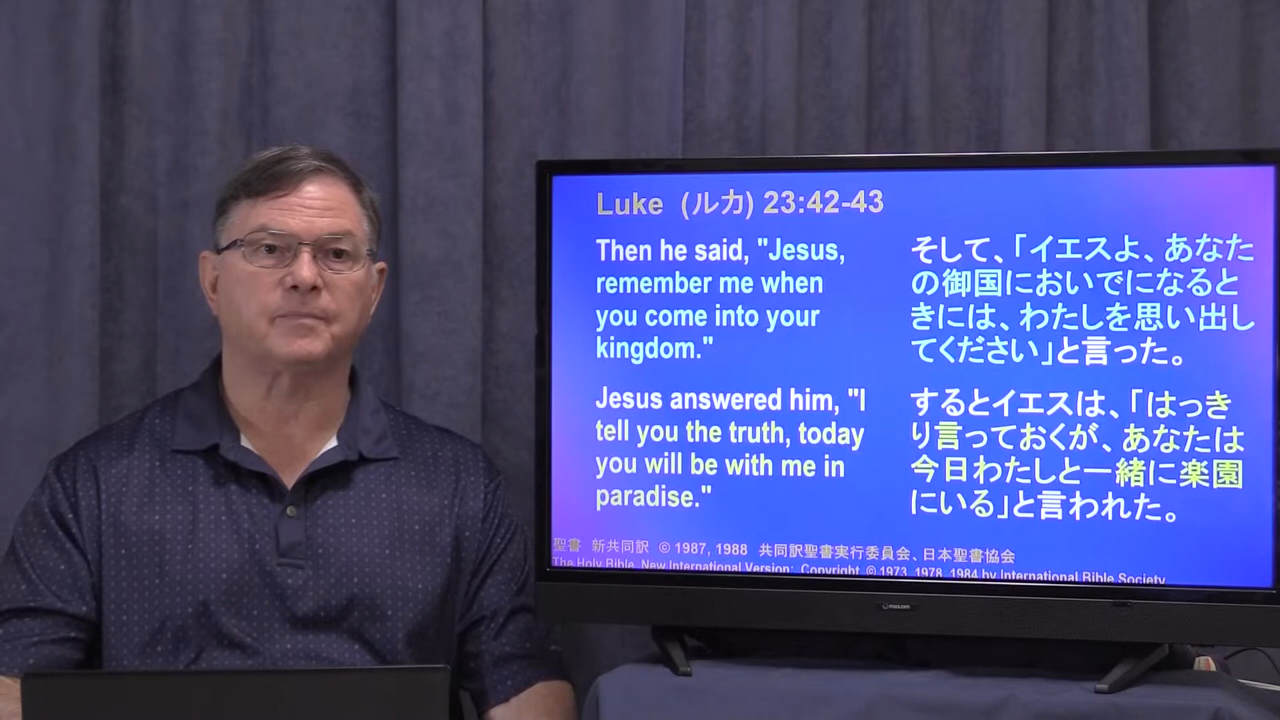 Luke (ルカ) 23:42-43
Then he said, "Jesus,
remember me when
you come into your
kingdom."
Jesus answered him, "I
tell you the truth, today
you will be with me in
paradise."
そして、「イエスよ、あなた
の御国においでになると
きには、わたしを思い出し
てください」と言った。
するとイエスは、「はっき
り言っておくが、あなたは
今日わたしと一緒に楽園
にいる」と言われた。
聖書 新共同訳 © 1987, 1988 共同訳聖書実行委員会、日本聖書協会
The Holy Bible, New International Version; Copyright © 1973, 1978, 1984 by International Bible Society
maxzen